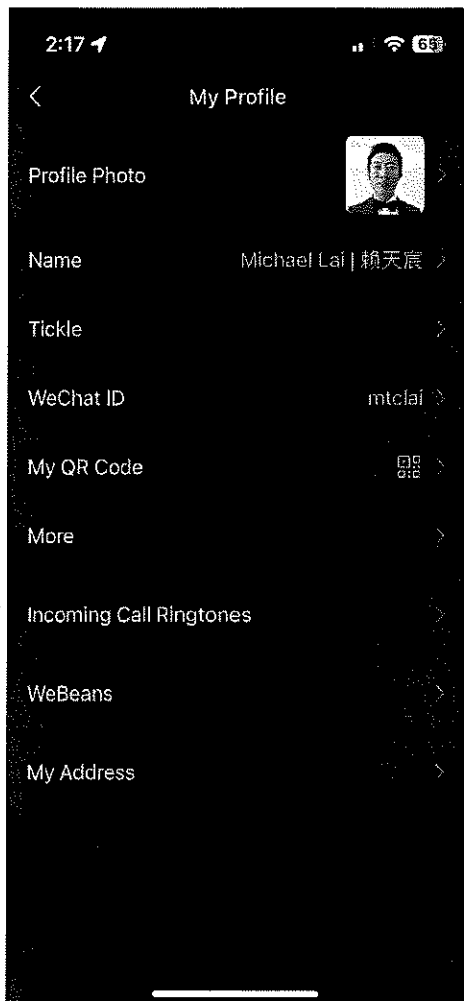 2:17
65
My Profile
Profile Photo
Name Michael Lai | 賴天宸
Tickle
WeChat ID mtclai
My QR Code
More
Incoming Call Ringtones
WeBeans
My Address